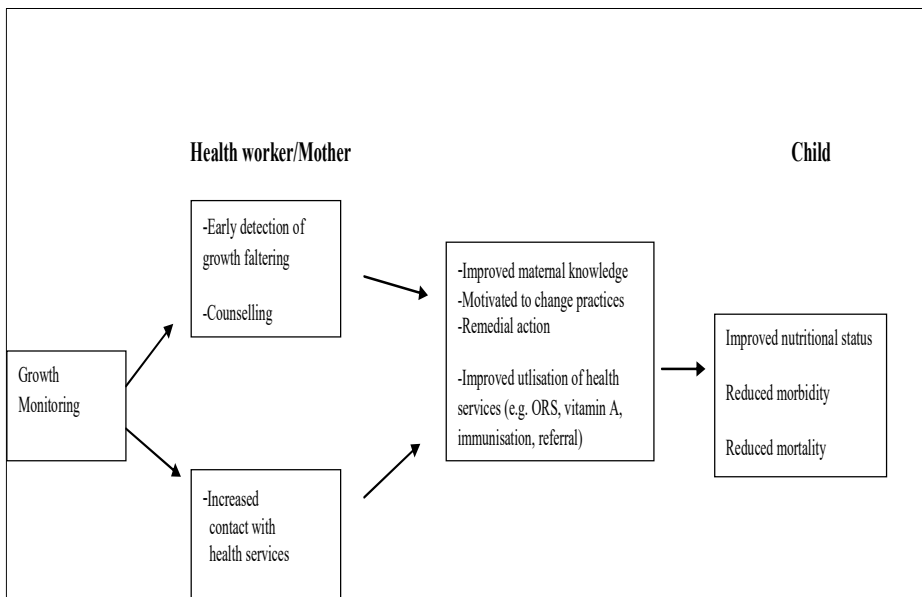 Health worker/Mother
Child
-Early detection of
growth faltering
-Counselling
-Improved maternal knowledge
-Motivated to change practices
-Remedial action
-Improved utlisation of health
services (e.g. ORS, vitamin A,
immunisation, referral)
Improved nutritional status
Reduced morbidity
Reduced mortality
Growth
Monitoring
-Increased
contact with
health services